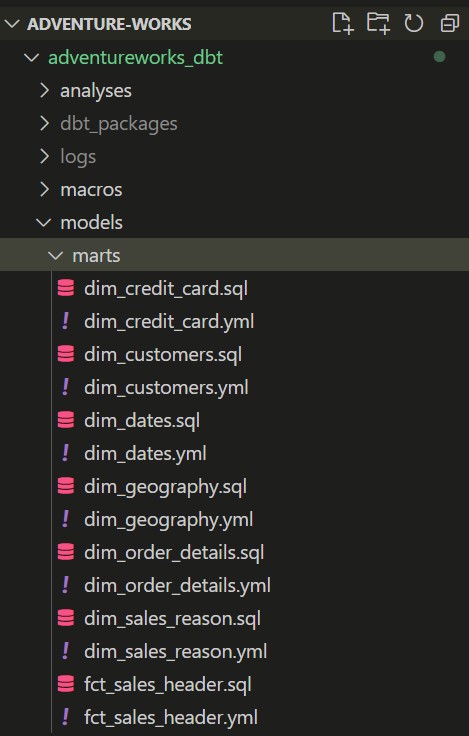 ADVENTURE-WORKS
adventureworks_dbt
analyses
dbt_packages
logs
macros
models
marts
dim_credit_card.sql
dim_credit_card.yml
dim_customers.sql
dim_customers.yml
dim_dates.sql
dim_dates.yml
dim_geography.sql
dim_geography.yml
dim_order_details.sql
dim_order_details.yml
dim_sales_reason.sql
dim_sales_reason.yml
fct_sales_header.sql
fct_sales_header.yml